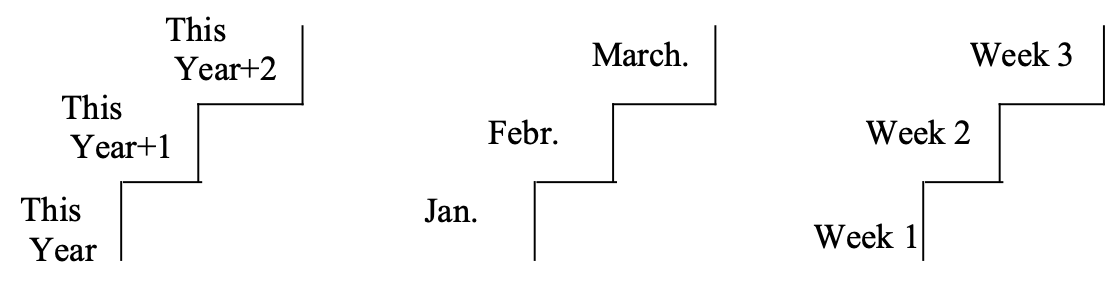 This
Year+2
This
Year+1
This
Year
March.
Febr.
Jan.
Week 3
Week 2
Week 1